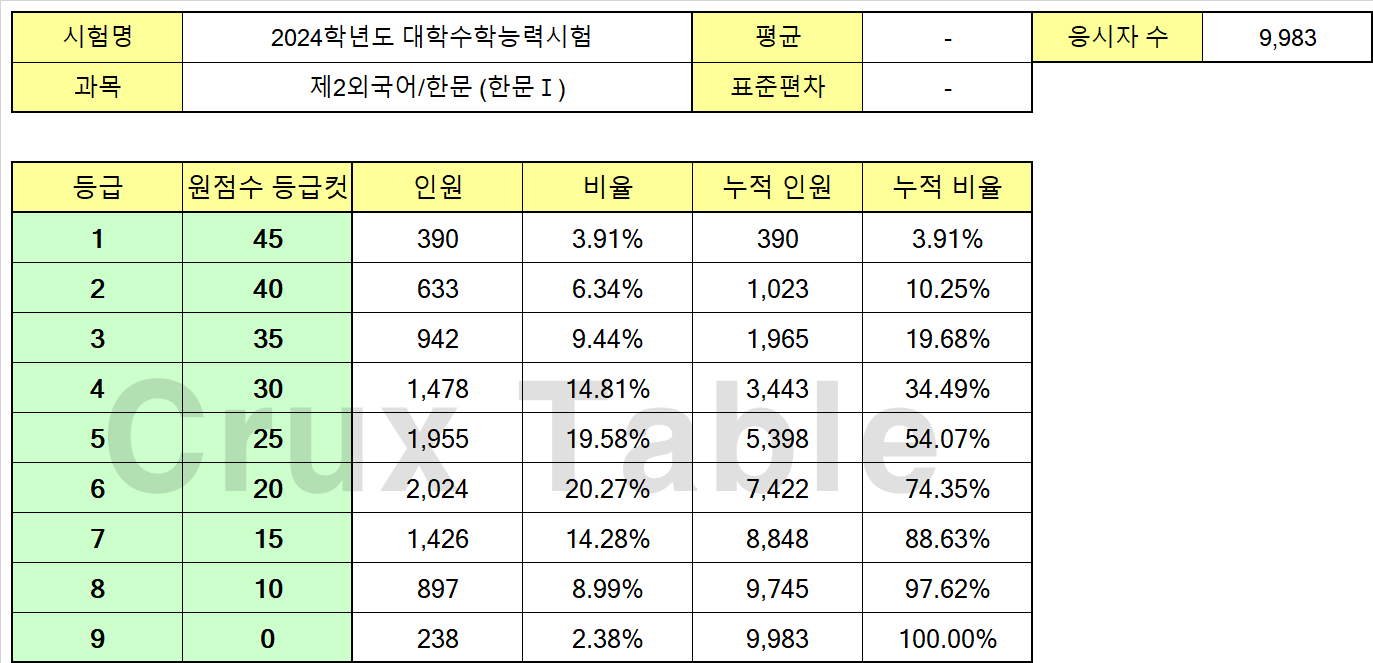 시험명 2024학년도 대학수학능력시험 평균 - 응시자 수 9,983
과목 제2외국어/한문 (한문Ⅰ) 표준편차 -
등급 원점수 등급컷 인원 비율 누적 인원 누적 비율
1 45 390 3.91% 390 3.91%
2 40 633 6.34% 1,023 10.25%
3 35 942 9.44% 1,965 19.68%
4 30 1,478 14.81% 3,443 34.49%
5 25 1,955 19.58% 5,398 54.07%
6 20 2,024 20.27% 7,422 74.35%
7 15 1,426 14.28% 8,848 88.63%
8 10 897 8.99% 9,745 97.62%
9 0 238 2.38% 9,983 100.00%
Crux Table